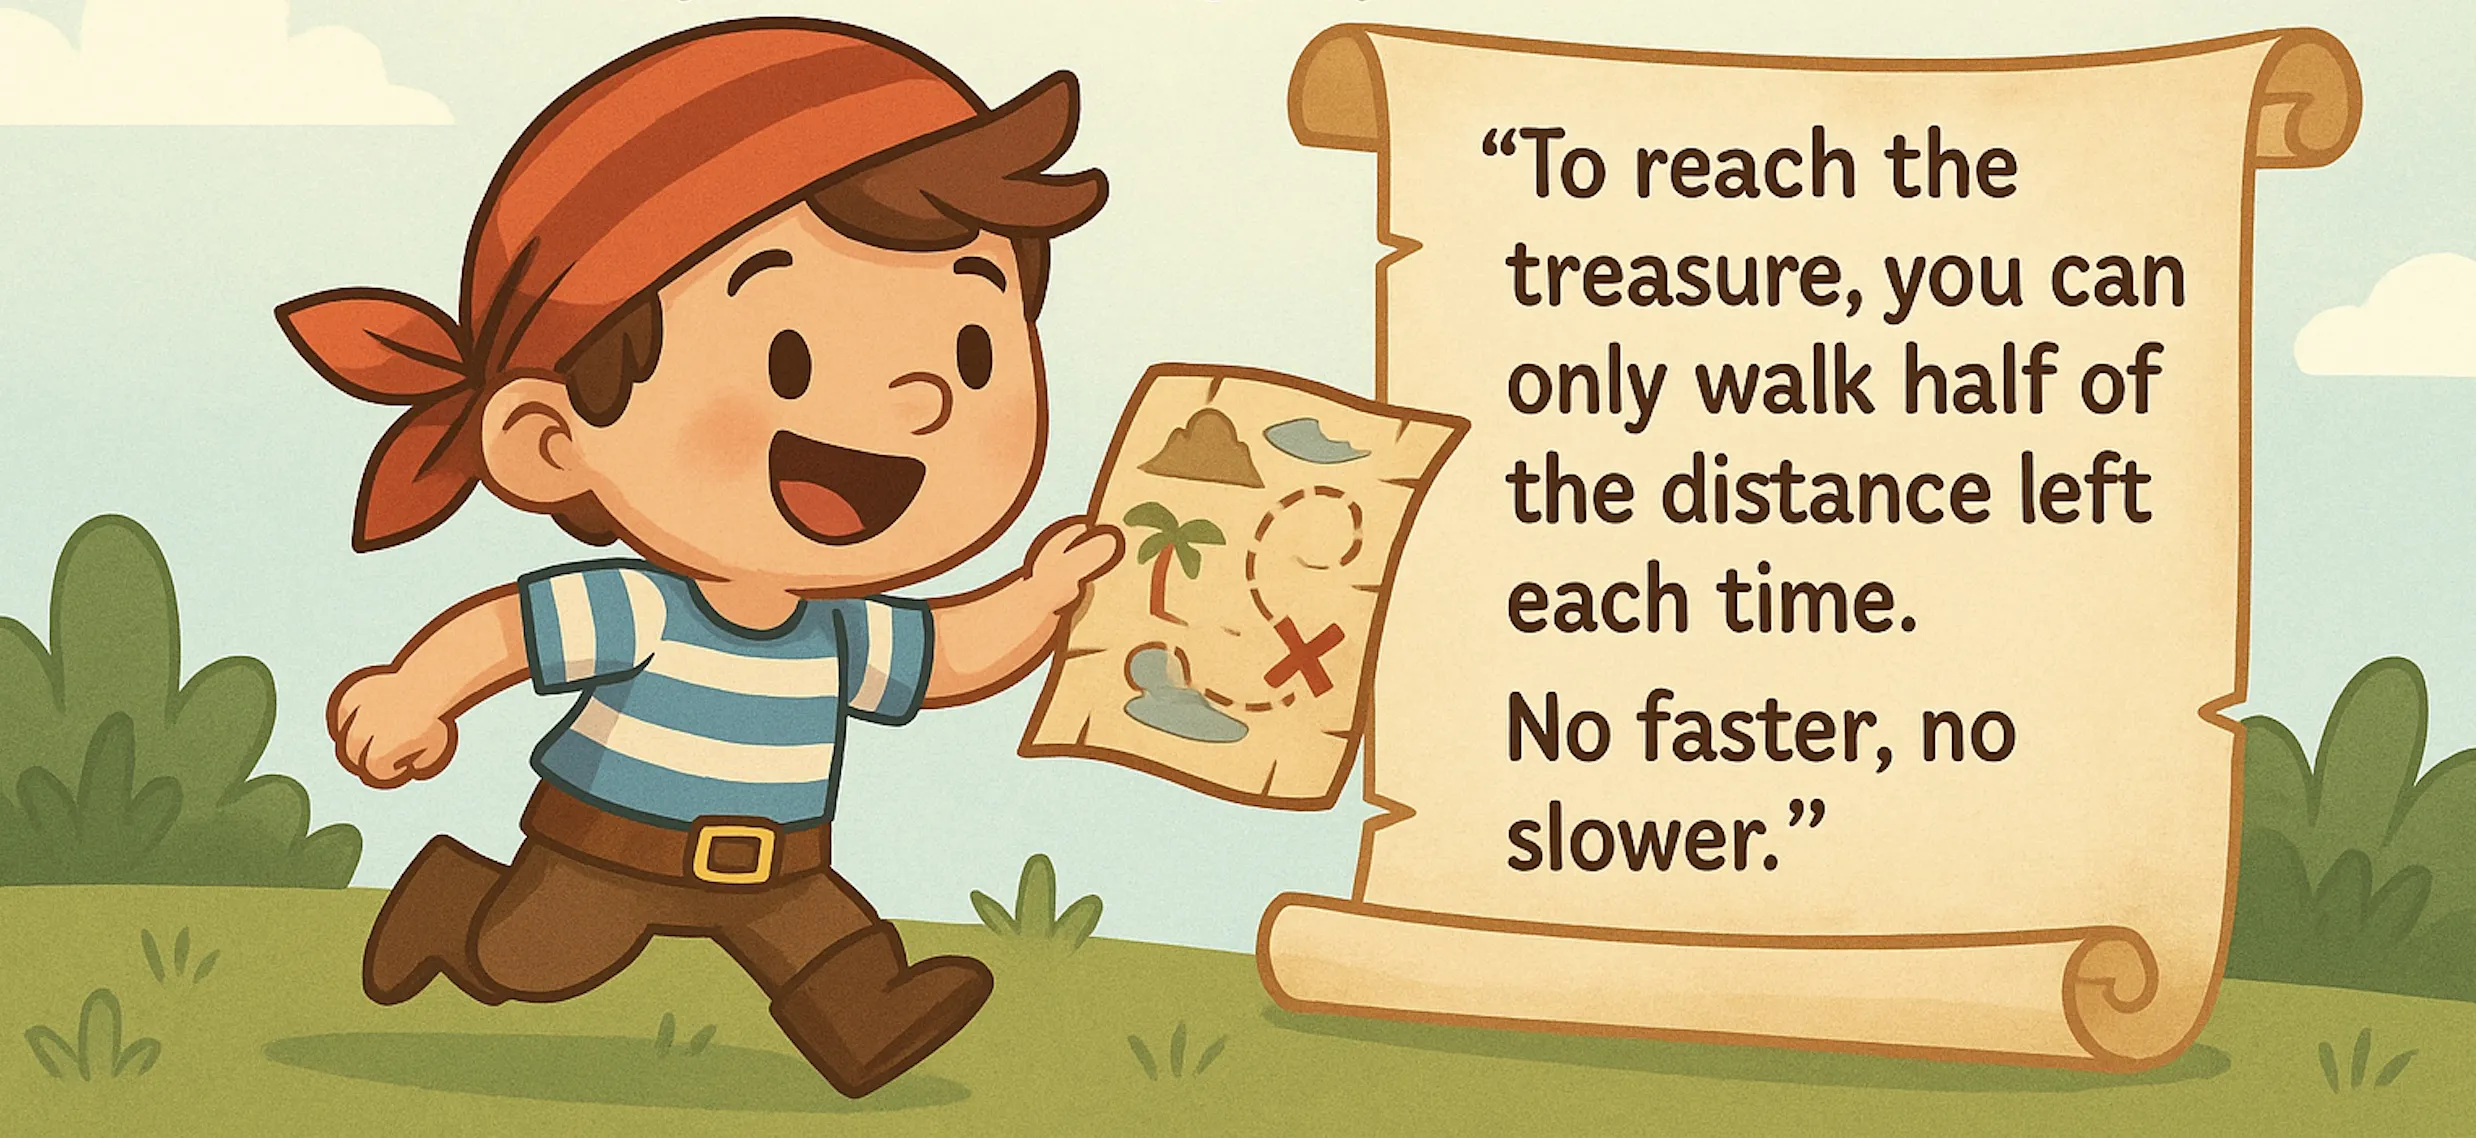 “To reach the
treasure, you can
only walk half of
the distance left
each time.
No faster, no
slower.”